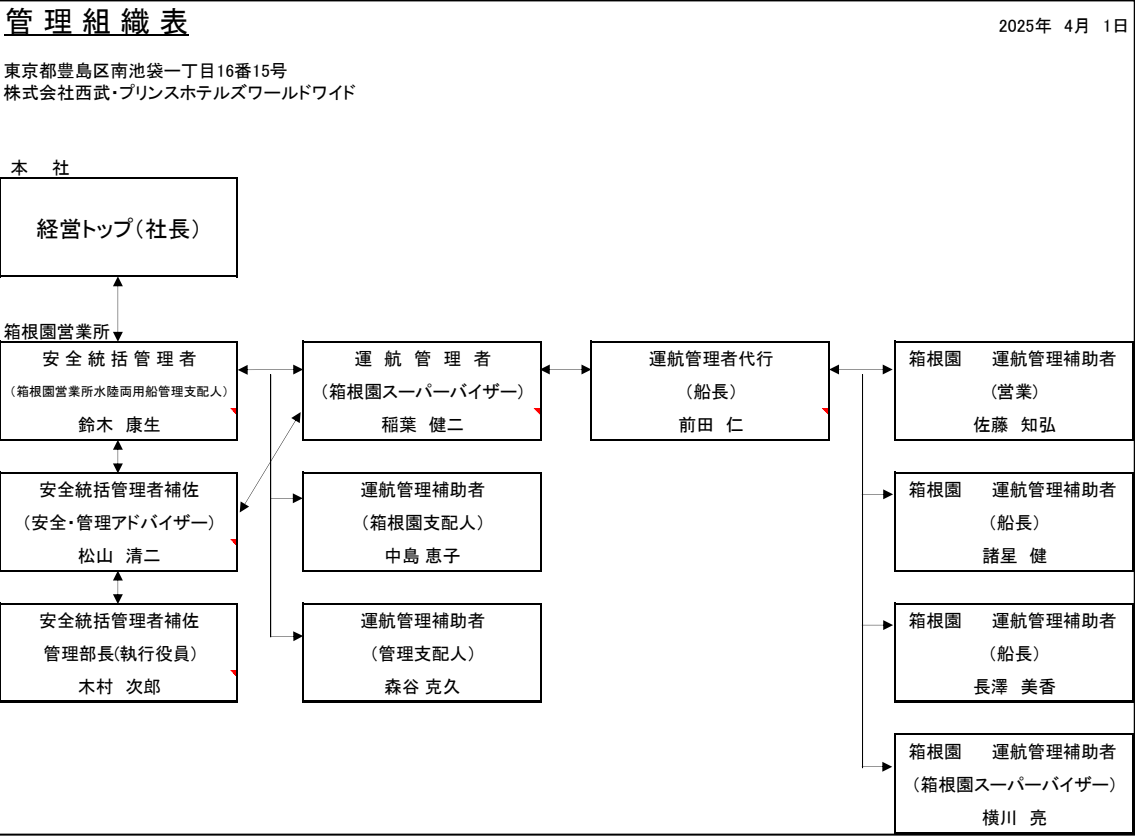 管理組織表
2025年 4月 1日
東京都豊島区南池袋一丁目16番15号
株式会社西武・プリンスホテルズワールドワイド
本 社
経営トップ(社長)
箱根園営業所
安全統括管理者
(箱根園営業所水陸両用船管理支配人)
鈴木 康生
運航管理者
(箱根園スーパーバイザー)
稲葉 健二
運航管理者代行
(船長)
前田 仁
箱根園 運航管理補助者
(営業)
佐藤 知弘
安全統括管理者補佐
(安全・管理アドバイザー)
松山 清二
運航管理補助者
(箱根園支配人)
中島 恵子
箱根園 運航管理補助者
(船長)
諸星 健
安全統括管理者補佐
管理部長(執行役員)
木村 次郎
運航管理補助者
(管理支配人)
森谷 克久
箱根園 運航管理補助者
(船長)
長澤 美香
箱根園 運航管理補助者
(箱根園スーパーバイザー)
横川 亮